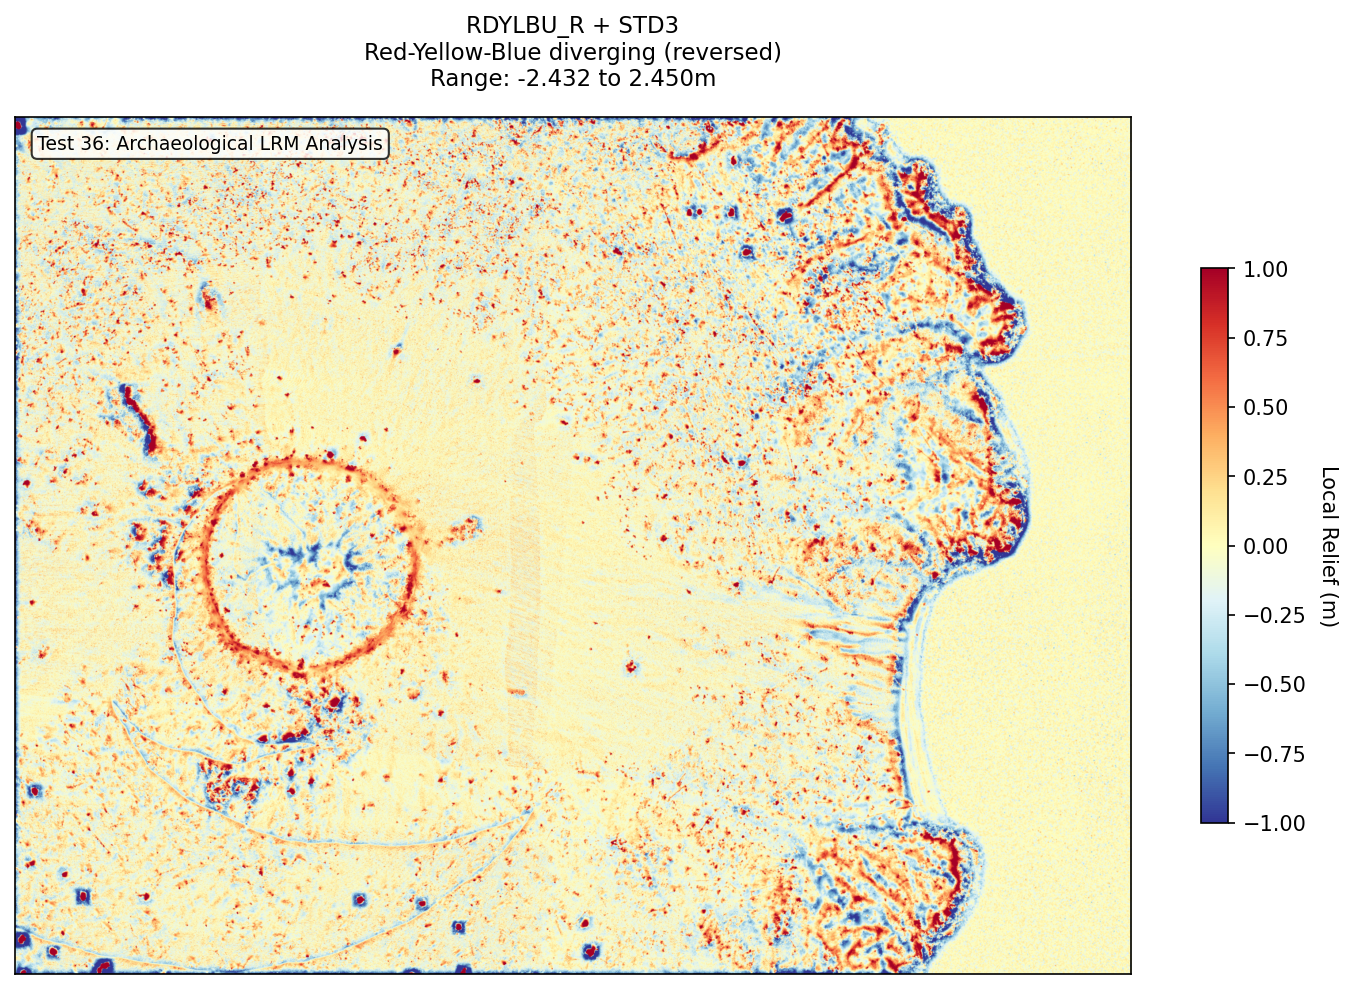 RDYLBU_R + STD3
Red-Yellow-Blue diverging (reversed)
Range: -2.432 to 2.450m
Test 36: Archaeological LRM Analysis
1.00
0.75
0.50
0.25
0.00
−0.25
−0.50
−0.75
−1.00
Local Relief (m)